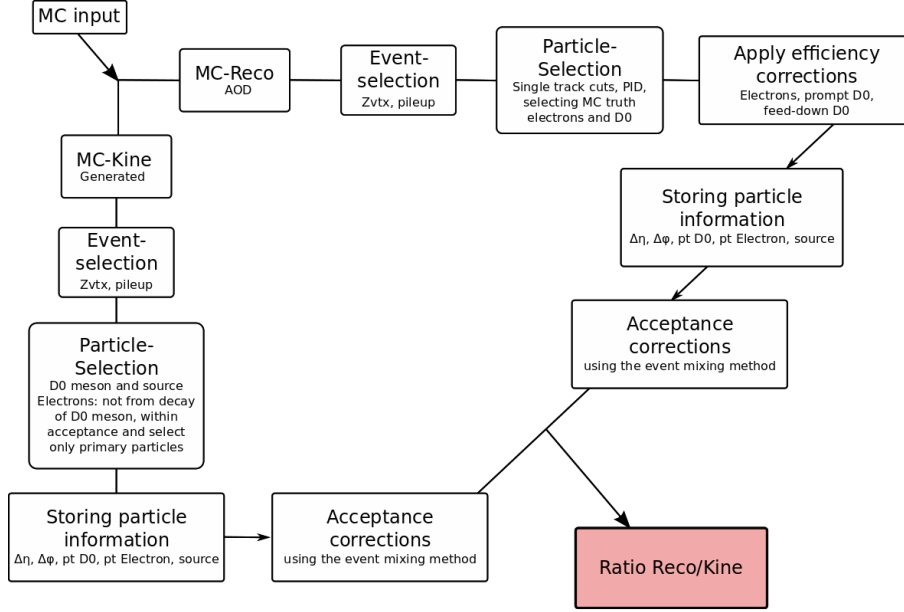 MC input
MC-Reco
AOD
Event-
selection
Zvtx, pileup
Particle-
Selection
Single track cuts, PID,
selecting MC truth
electrons and D0
Apply efficiency
corrections
Electrons, prompt D0,
feed-down D0
Storing particle
information
Δη, Δφ, pt D0, pt Electron, source
Acceptance
corrections
using the event mixing method
MC-Kine
Generated
Event-
selection
Zvtx, pileup
Particle-
Selection
D0 meson and source
Electrons: not from decay
of D0 meson, within
acceptance and select
only primary particles
Storing particle
information
Δη, Δφ, pt D0, pt Electron, source
Acceptance
corrections
using the event mixing method
Ratio Reco/Kine